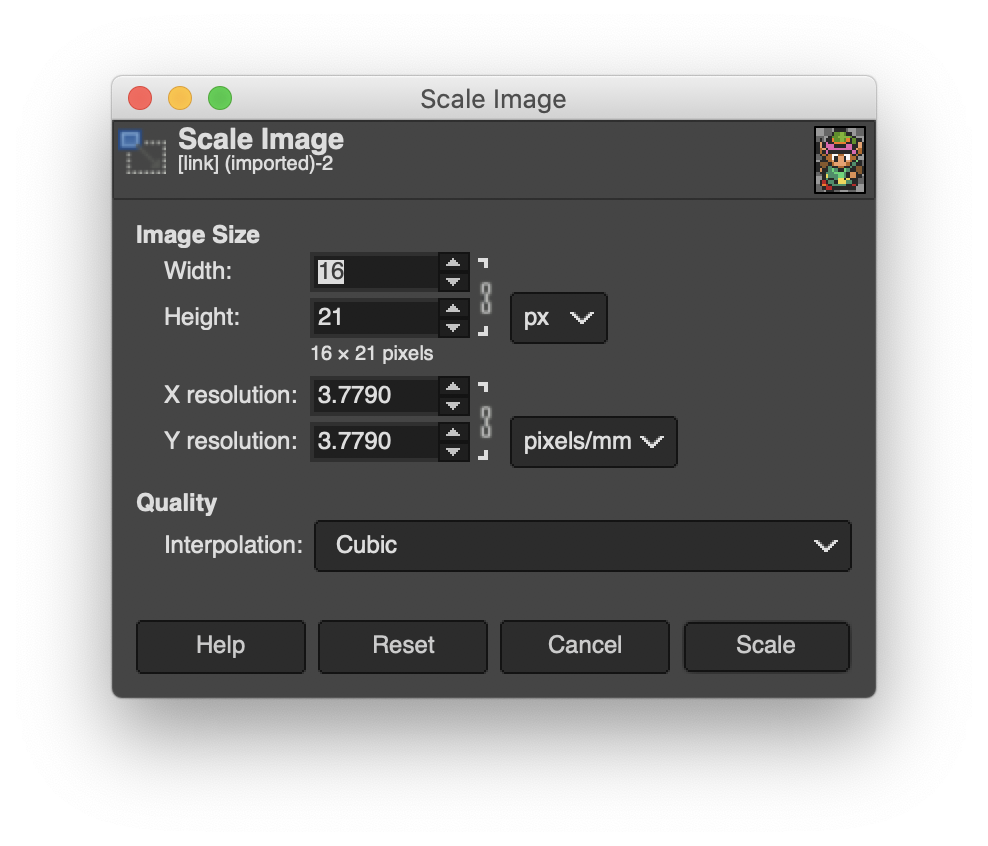 Scale Image
Scale Image
[link] (imported)-2
Image Size
Width: 16
Height: 21 px
16 × 21 pixels
X resolution: 3.7790
Y resolution: 3.7790 pixels/mm
Quality
Interpolation: Cubic
Help Reset Cancel Scale